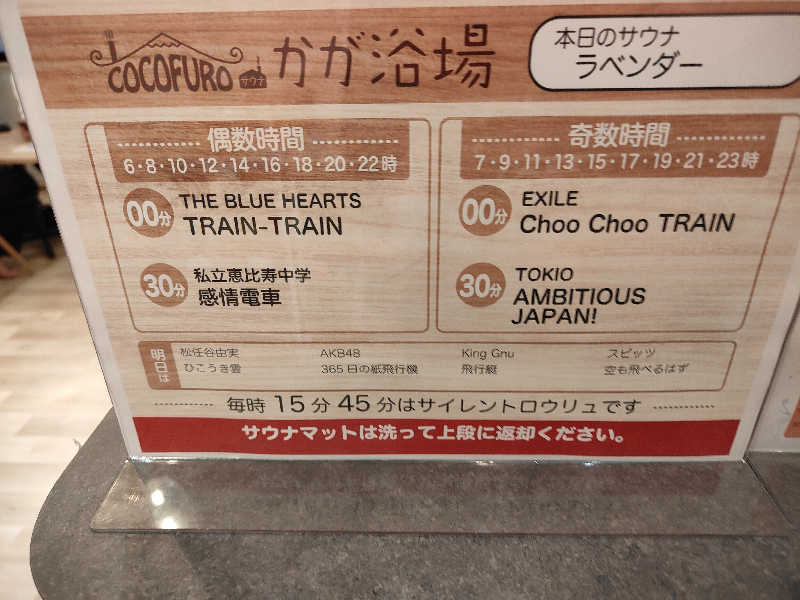 COCOFURO サウナ かが浴場
本日のサウナ
ラベンダー
偶数時間
6・8・10・12・14・16・18・20・22時
00分 THE BLUE HEARTS
TRAIN-TRAIN
30分 私立恵比寿中学
感情電車
奇数時間
7・9・11・13・15・17・19・21・23時
00分 EXILE
Choo Choo TRAIN
30分 TOKIO
AMBITIOUS
JAPAN!
明日は
松任谷由実
ひこうき雲
AKB48
365日の紙飛行機
King Gnu
飛行艇
スピッツ
空も飛べるはず
毎時 15分 45分はサイレントロウリュです
サウナマットは洗って上段に返却ください。